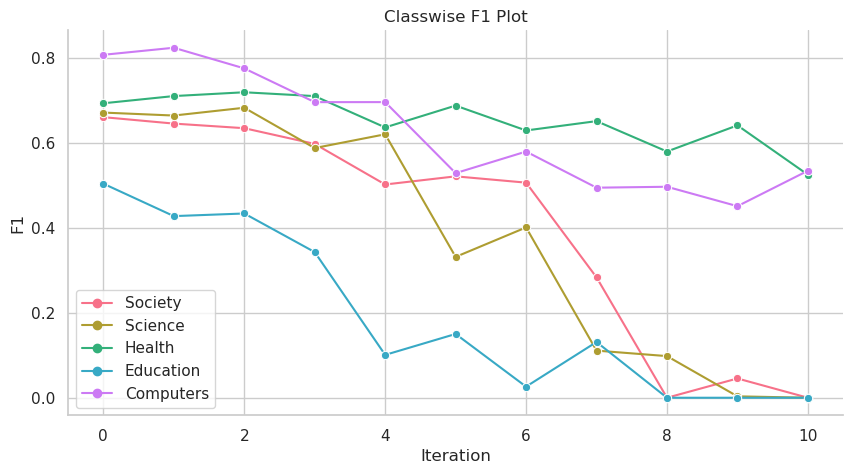 Classwise F1 Plot
F1
0.8
0.6
0.4
0.2
0.0
Society
Science
Health
Education
Computers
0 2 4 6 8 10
Iteration